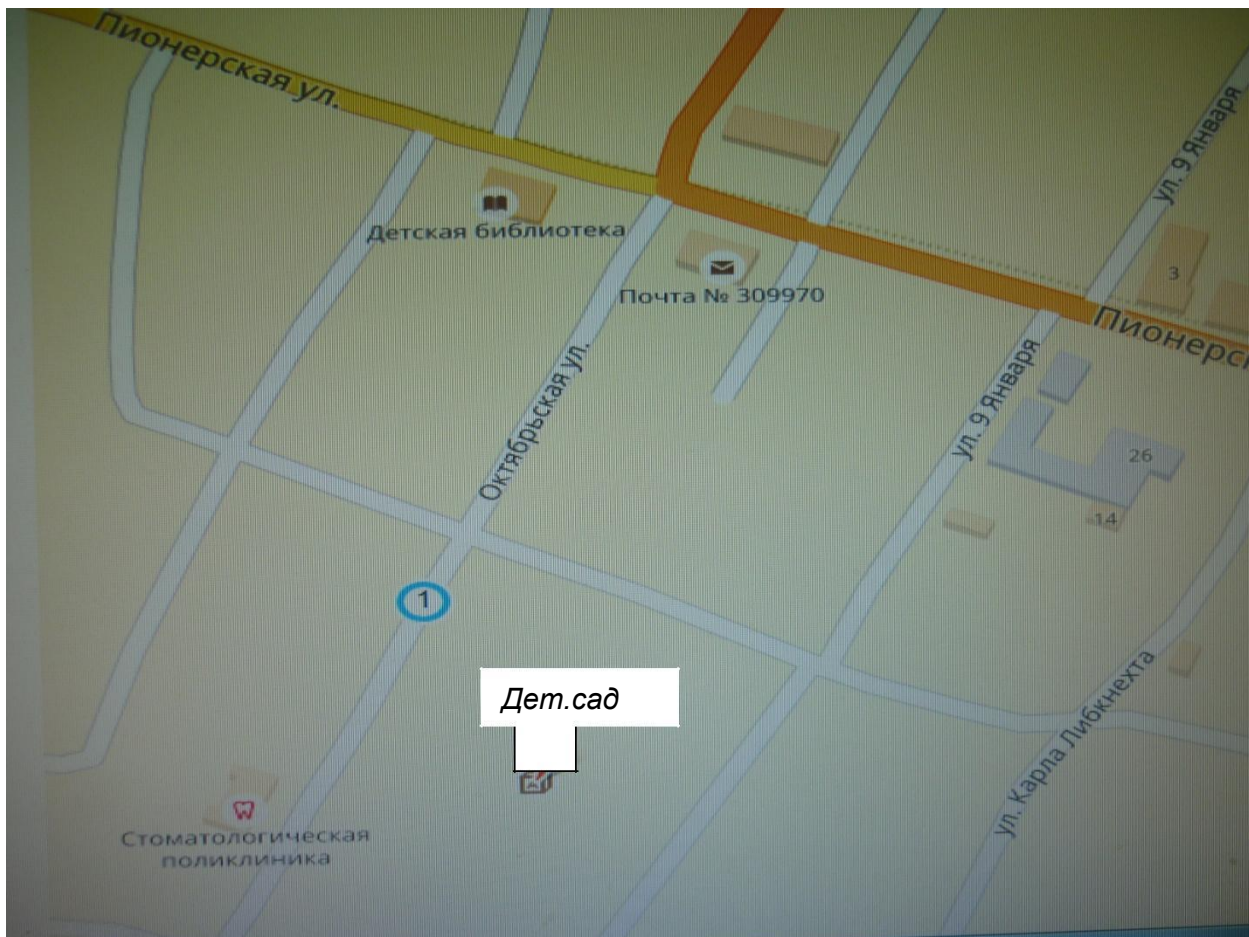 Пионерская ул.
ул. 9 Января
Детская библиотека
3
Почта № 309970
Пионерск
Октябрьская ул.
ул. 9 Января
26
14
1
Дет.сад
ул. Карла Либкнехта
Стоматологическая
поликлиника